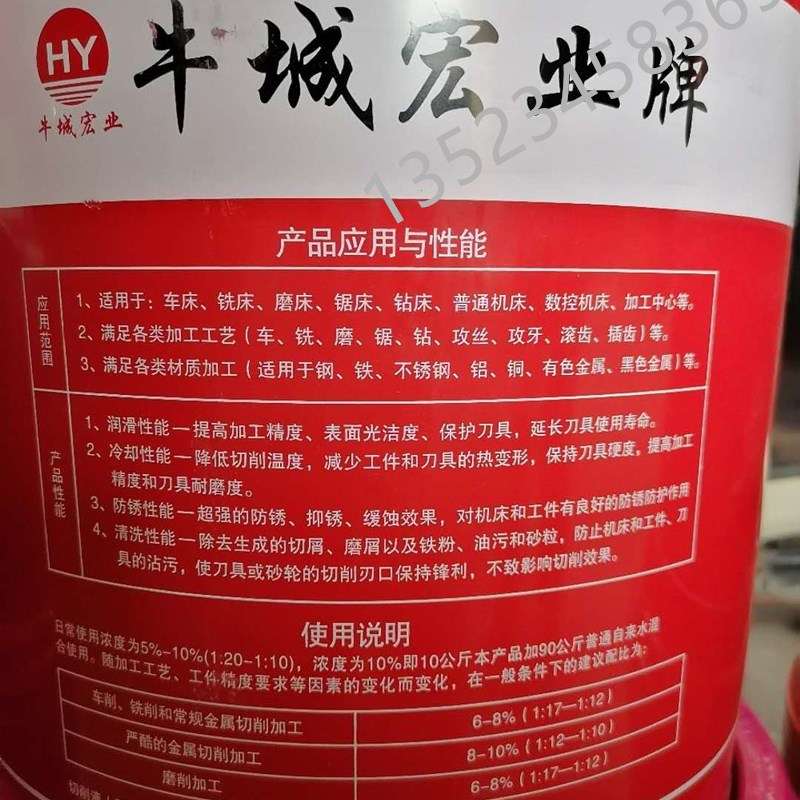 HY
牛城宏业
牛城宏业牌
1352345836
产品应用与性能
应用范围
1、适用于：车床、铣床、磨床、锯床、钻床、普通机床、数控机床、加工中心等。
2、满足各类加工工艺（车、铣、磨、锯、钻、攻丝、攻牙、滚齿、插齿）等。
3、满足各类材质加工（适用于钢、铁、不锈钢、铝、铜、有色金属、黑色金属）等。
产品性能
1、润滑性能—提高加工精度、表面光洁度、保护刀具，延长刀具使用寿命。
2、冷却性能—降低切削温度，减少工件和刀具的热变形，保持刀具硬度，提高加工
精度和刀具耐磨度。
3、防锈性能—超强的防锈、抑锈、缓蚀效果，对机床和工件有良好的防锈防护作用
4、清洗性能—除去生成的切屑、磨屑以及铁粉、油污和砂粒，防止机床和工件、刀
具的沾污，使刀具或砂轮的切削刃口保持锋利，不致影响切削效果。
使用说明
日常使用浓度为5%-10%(1:20-1:10)，浓度为10%即10公斤本产品加90公斤普通自来水混
合使用。随加工工艺、工件精度要求等因素的变化而变化，在一般条件下的建议配比为：
车削、铣削和常规金属切削加工 6-8%（1:17—1:12）
严酷的金属切削加工 8-10%（1:12—1:10）
磨削加工 6-8%（1:17—1:12）
切削液